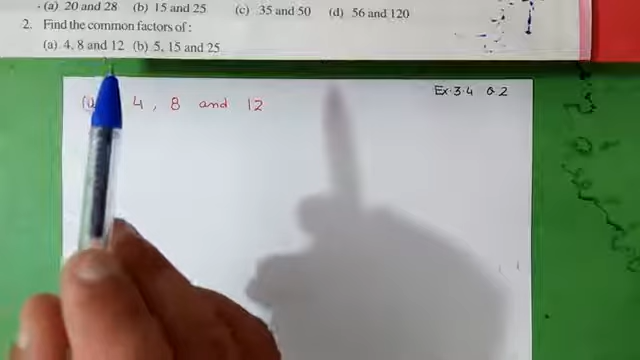 (a) 20 and 28 (b) 15 and 25 (c) 35 and 50 (d) 56 and 120
2. Find the common factors of :
(a) 4, 8 and 12 (b) 5, 15 and 25
Ex·3·4 Q 2
4 , 8 and 12